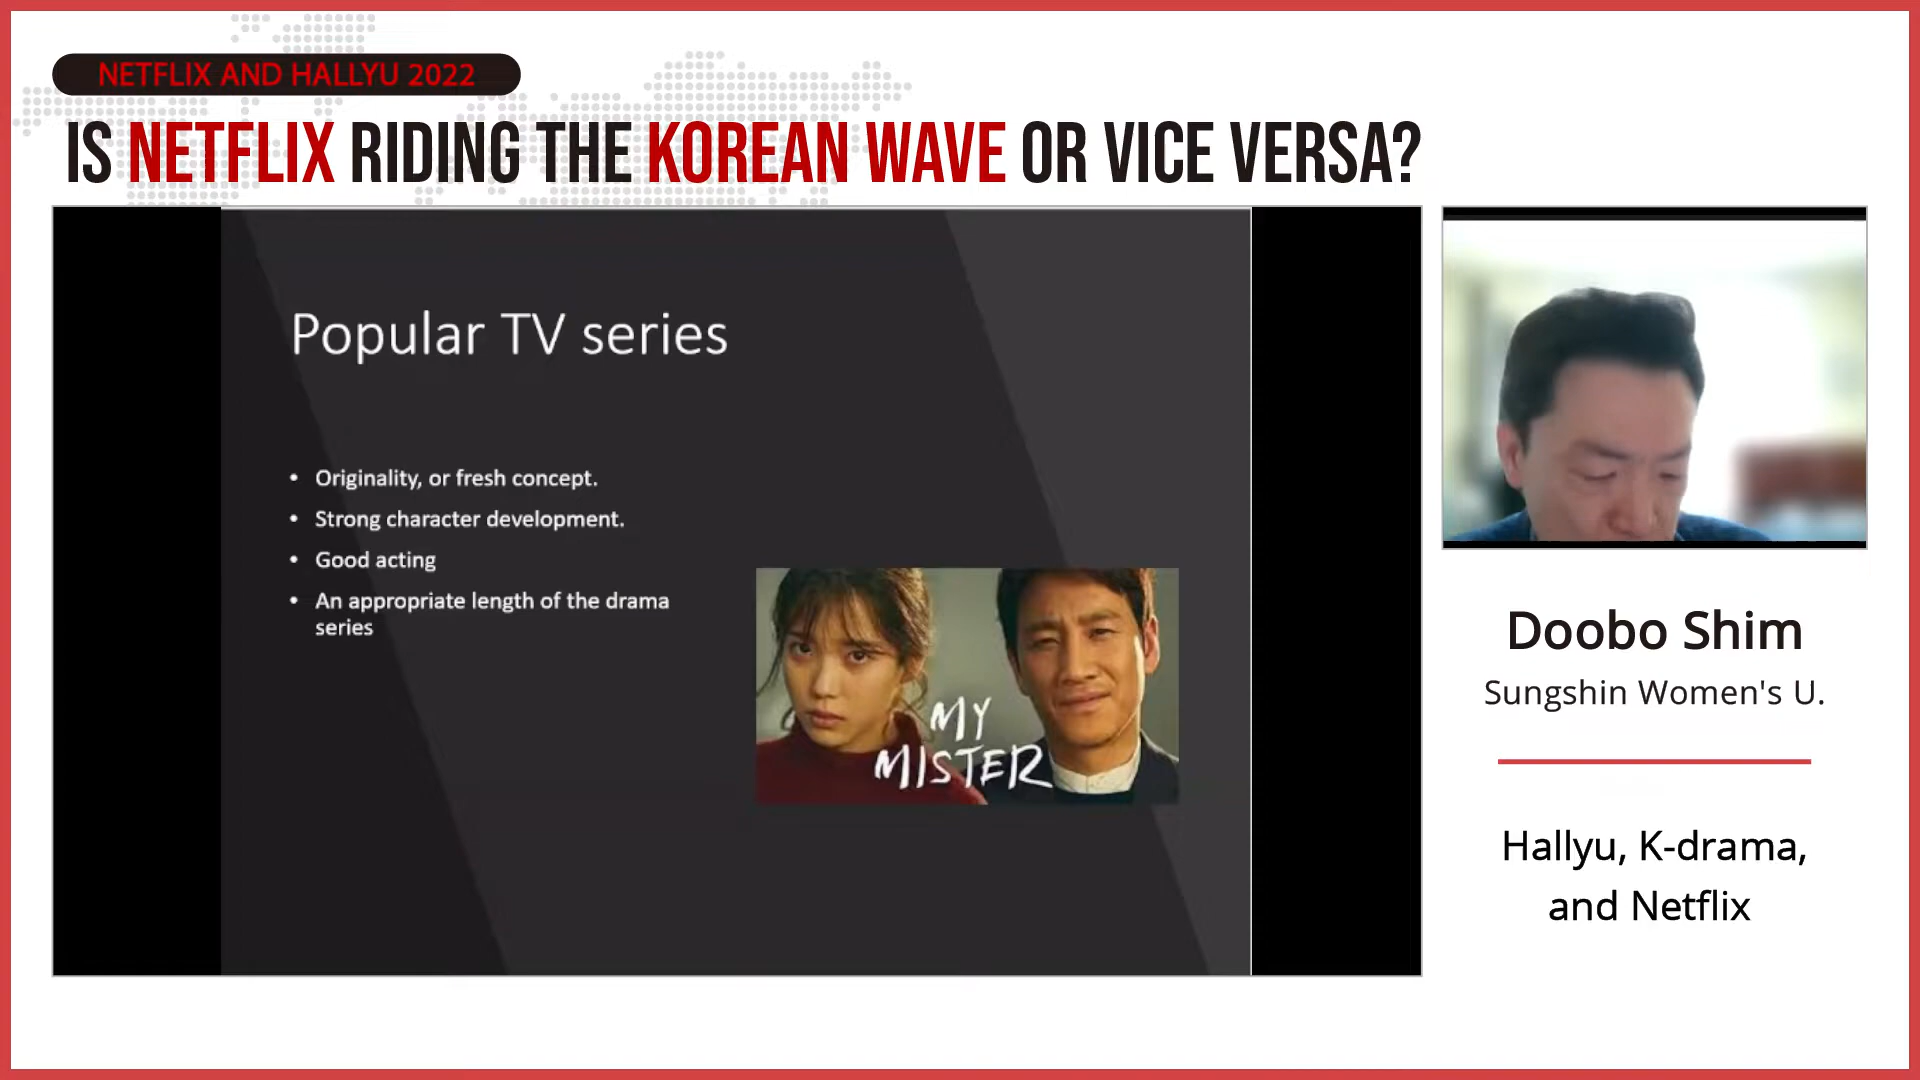 NETFLIX AND HALLYU 2022
IS NETFLIX RIDING THE KOREAN WAVE OR VICE VERSA?
Popular TV series
• Originality, or fresh concept.
• Strong character development.
• Good acting
• An appropriate length of the drama
series
MY
MISTER
Doobo Shim
Sungshin Women's U.
Hallyu, K-drama,
and Netflix